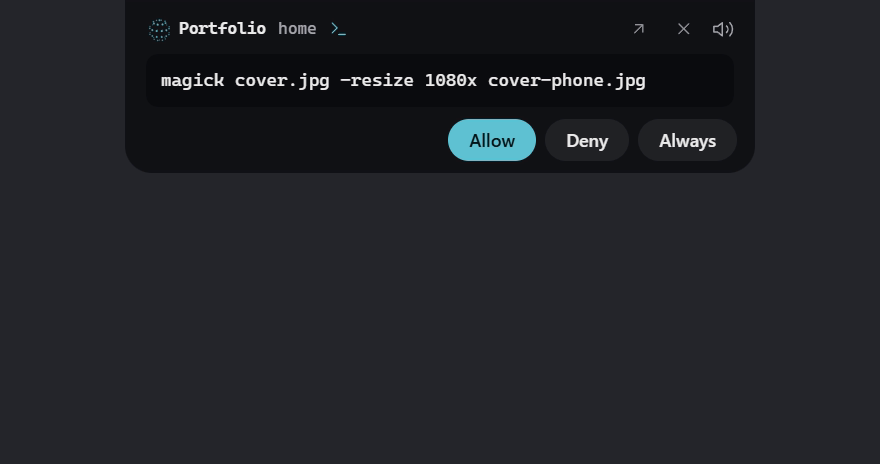 Portfolio home >_
magick cover.jpg -resize 1080x cover-phone.jpg
Allow Deny Always